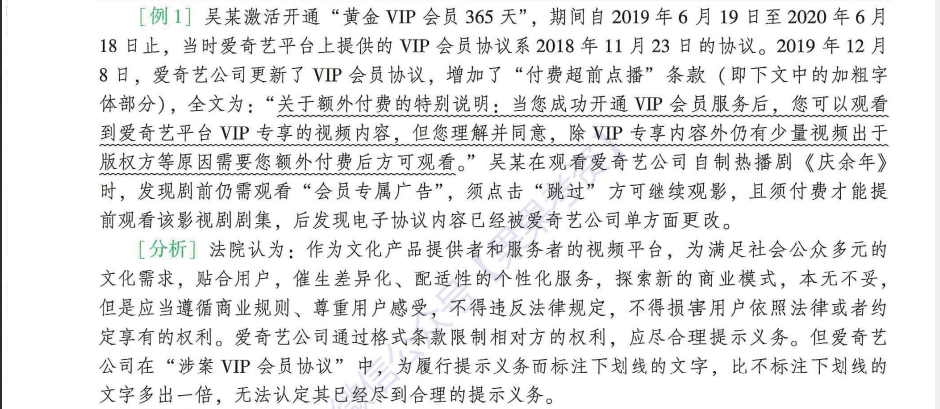 [例1] 吴某激活开通“黄金 VIP 会员 365 天”，期间自 2019 年 6 月 19 日至 2020 年 6 月
18 日止，当时爱奇艺平台上提供的 VIP 会员协议系 2018 年 11 月 23 日的协议。2019 年 12 月
8 日，爱奇艺公司更新了 VIP 会员协议，增加了“付费超前点播”条款（即下文中的加粗字
体部分），全文为：“关于额外付费的特别说明：当您成功开通 VIP 会员服务后，您可以观看
到爱奇艺平台 VIP 专享的视频内容，但您理解并同意，除 VIP 专享内容外仍有少量视频出于
版权方等原因需要您额外付费后方可观看。”吴某在观看爱奇艺公司自制热播剧《庆余年》
时，发现剧前仍需观看“会员专属广告”，须点击“跳过”方可继续观影，且须付费才能提
前观看该影视剧剧集，后发现电子协议内容已经被爱奇艺公司单方面更改。
[分析] 法院认为：作为文化产品提供者和服务者的视频平台，为满足社会公众多元的
文化需求，贴合用户，催生差异化、配适性的个性化服务，探索新的商业模式，本无不妥，
但是应当遵循商业规则、尊重用户感受，不得违反法律规定，不得损害用户依照法律或者约
定享有的权利。爱奇艺公司通过格式条款限制相对方的权利，应尽合理提示义务。但爱奇艺
公司在“涉案 VIP 会员协议”中，为履行提示义务而标注下划线的文字，比不标注下划线的
文字多出一倍，无法认定其已经尽到合理的提示义务。